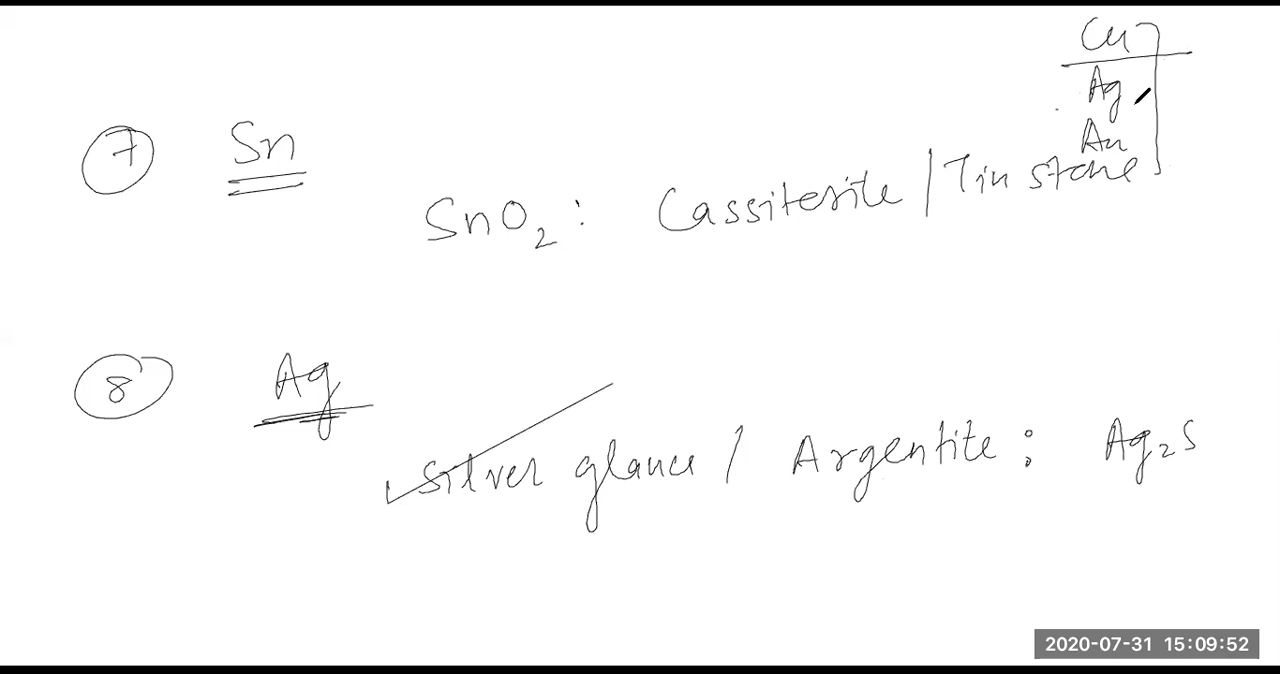 Cu
Ag
Au
7 Sn
SnO2 : Cassiterite / Tin stone
8 Ag
Silver glance / Argentite : Ag2S
2020-07-31 15:09:52